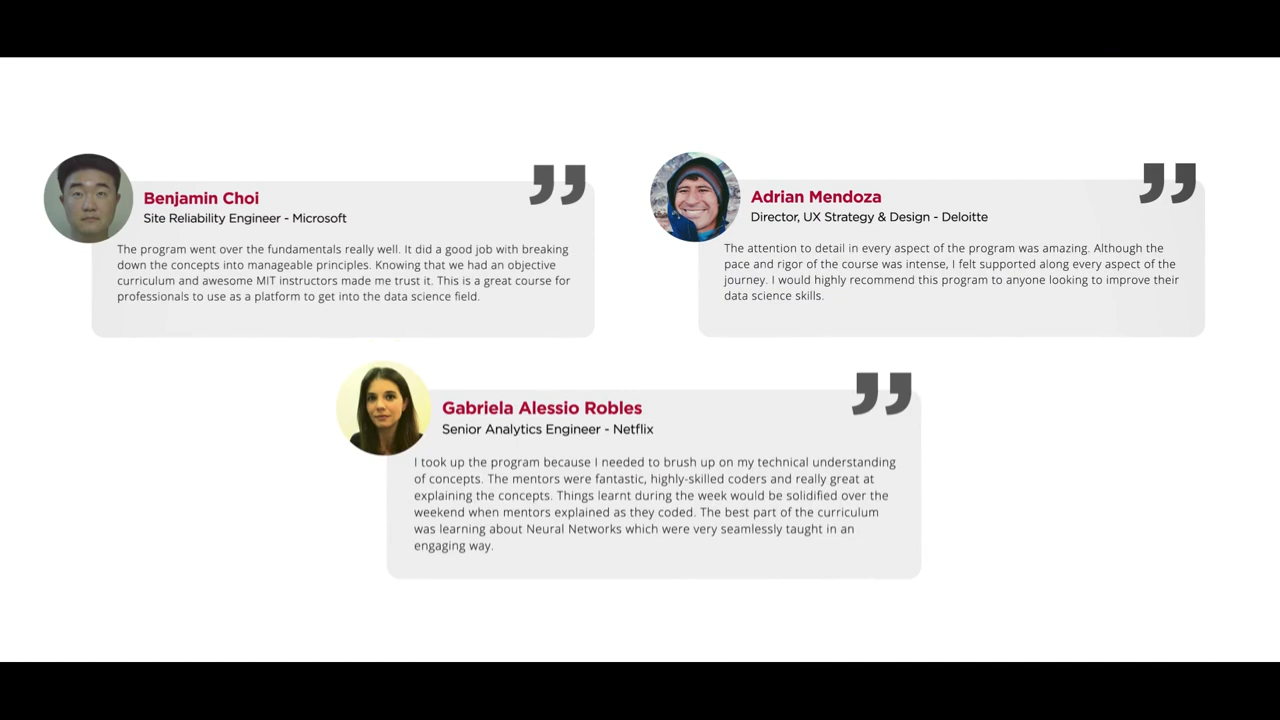 Benjamin Choi
Site Reliability Engineer - Microsoft
The program went over the fundamentals really well. It did a good job with breaking
down the concepts into manageable principles. Knowing that we had an objective
curriculum and awesome MIT instructors made me trust it. This is a great course for
professionals to use as a platform to get into the data science field.
Adrian Mendoza
Director, UX Strategy & Design - Deloitte
The attention to detail in every aspect of the program was amazing. Although the
pace and rigor of the course was intense, I felt supported along every aspect of the
journey. I would highly recommend this program to anyone looking to improve their
data science skills.
Gabriela Alessio Robles
Senior Analytics Engineer - Netflix
I took up the program because I needed to brush up on my technical understanding
of concepts. The mentors were fantastic, highly-skilled coders and really great at
explaining the concepts. Things learnt during the week would be solidified over the
weekend when mentors explained as they coded. The best part of the curriculum
was learning about Neural Networks which were very seamlessly taught in an
engaging way.